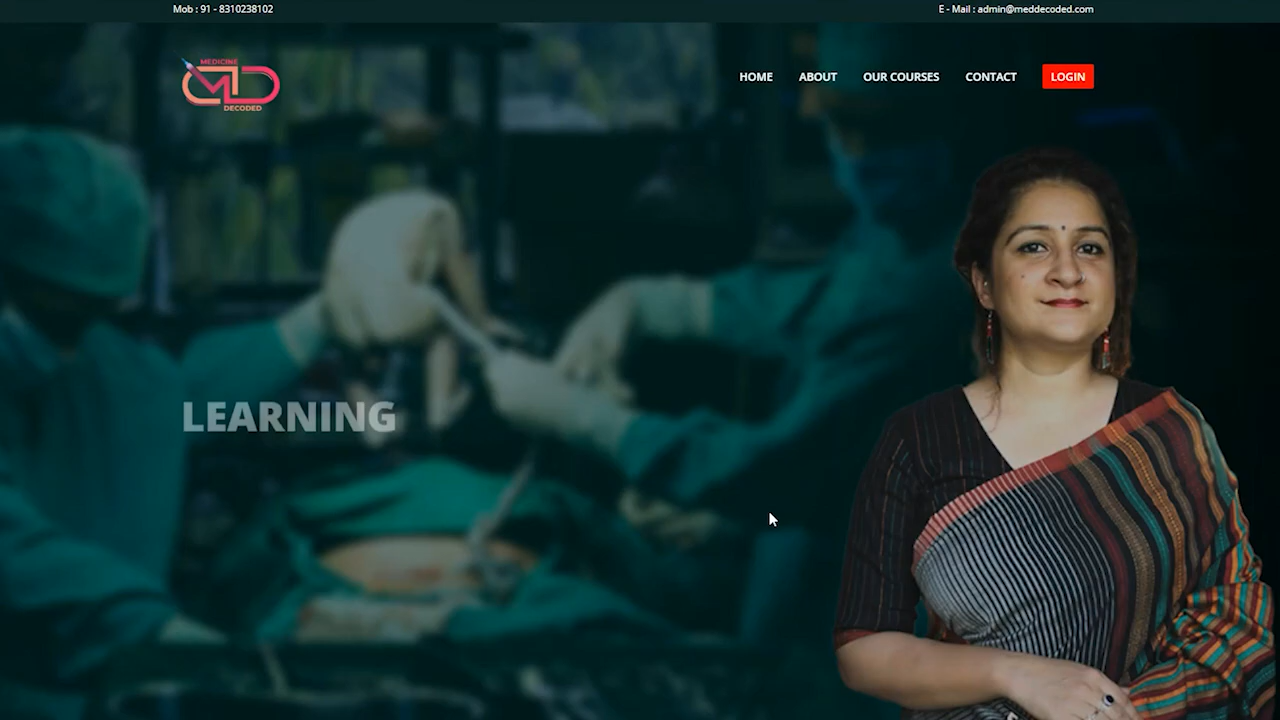 Mob : 91 - 8310238102
E - Mail : admin@meddecoded.com
MEDICINE
MD
DECODED
HOME
ABOUT
OUR COURSES
CONTACT
LOGIN
LEARNING